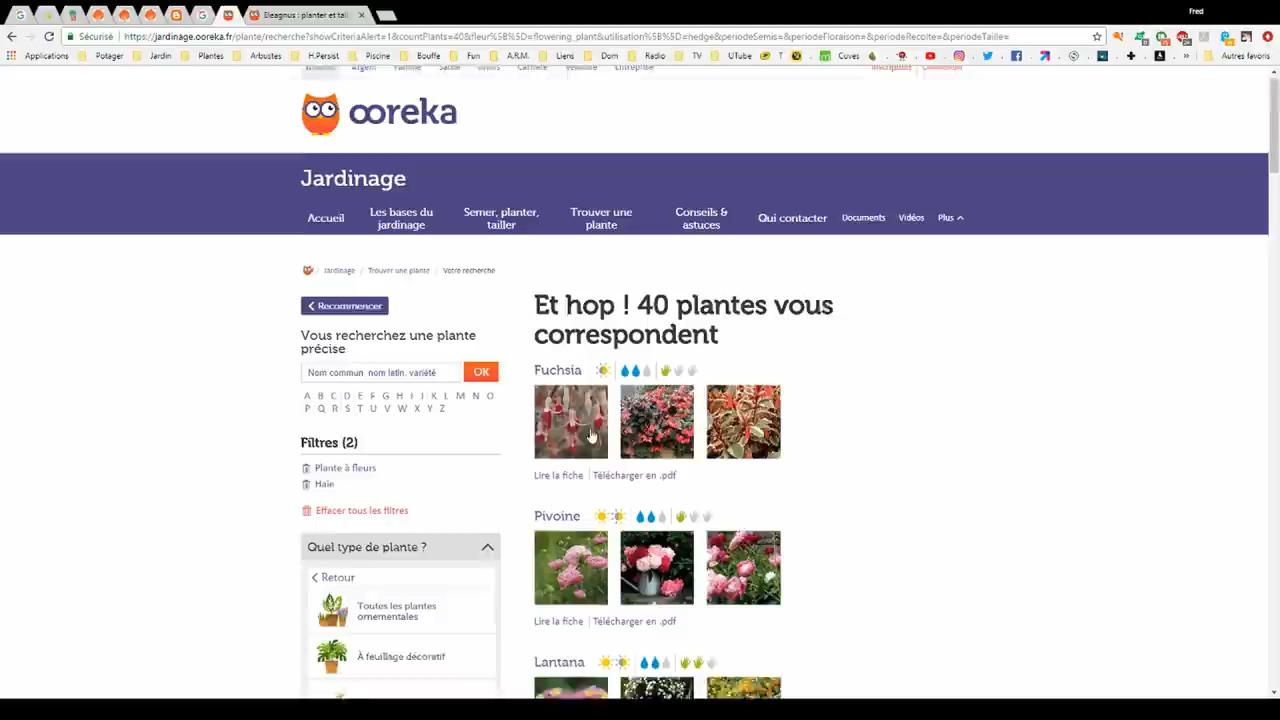 Eleagnus : planter et tail
Fred
Sécurisé https://jardinage.ooreka.fr/plante/recherche?showCriteriaAlert=1&countPlants=40&fleur%5B%5D=flowering_plant&utilisation%5B%5D=hedge&periodeSemis=&periodeFloraison=&periodeRecolte=&periodeTaille=
Applications Potager Jardin Plantes Arbustes H.Persist Piscine Bouffe Fun A.R.M. Liens Dom Radio TV UTube Cuves » Autres favoris
ooreka
Jardinage
Accueil
Les bases du
jardinage
Semer, planter,
tailler
Trouver une
plante
Conseils &
astuces
Qui contacter
Documents
Vidéos
Plus
Jardinage / Trouver une plante / Votre recherche
Recommencer
Vous recherchez une plante
précise
Nom commun, nom latin, variété OK
A B C D E F G H I J K L M N O
P Q R S T U V W X Y Z
Filtres (2)
Plante à fleurs
Haie
Effacer tous les filtres
Quel type de plante ?
Retour
Toutes les plantes
ornementales
À feuillage décoratif
Et hop ! 40 plantes vous
correspondent
Fuchsia
Lire la fiche Télécharger en .pdf
Pivoine
Lire la fiche Télécharger en .pdf
Lantana